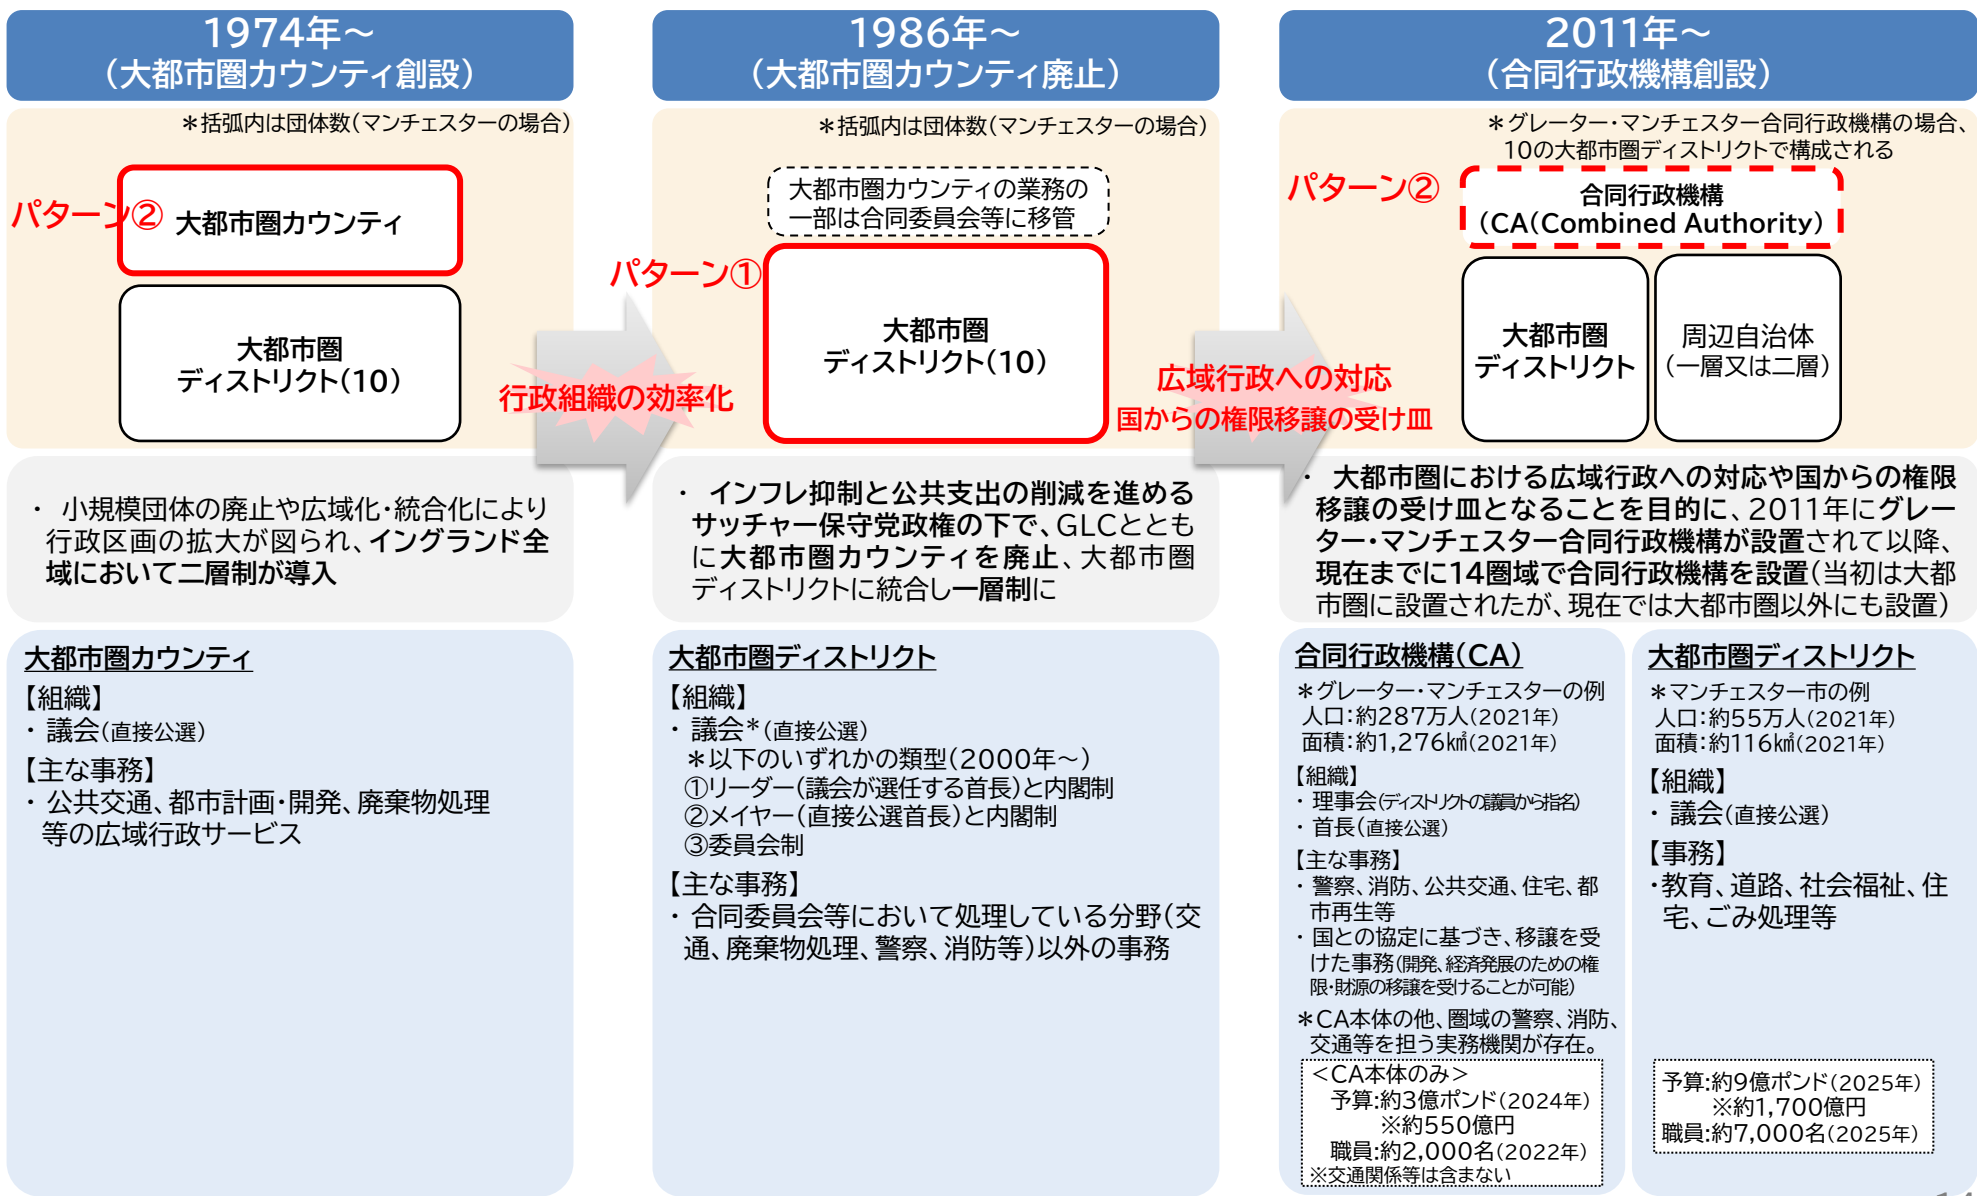 1974年～
（大都市圏カウンティ創設）
＊括弧内は団体数（マンチェスターの場合）
パターン②
大都市圏カウンティ
大都市圏
ディストリクト（10）
行政組織の効率化
・ 小規模団体の廃止や広域化・統合化により
行政区画の拡大が図られ、イングランド全
域において二層制が導入
大都市圏カウンティ
【組織】
・ 議会（直接公選）
【主な事務】
・ 公共交通、都市計画・開発、廃棄物処理
等の広域行政サービス
1986年～
（大都市圏カウンティ廃止）
＊括弧内は団体数（マンチェスターの場合）
大都市圏カウンティの業務の
一部は合同委員会等に移管
パターン①
大都市圏
ディストリクト（10）
広域行政への対応
国からの権限移譲の受け皿
・ インフレ抑制と公共支出の削減を進める
サッチャー保守党政権の下で、GLCととも
に大都市圏カウンティを廃止、大都市圏
ディストリクトに統合し一層制に
大都市圏ディストリクト
【組織】
・ 議会＊（直接公選）
＊以下のいずれかの類型（2000年～）
①リーダー（議会が選任する首長）と内閣制
②メイヤー（直接公選首長）と内閣制
③委員会制
【主な事務】
・ 合同委員会等において処理している分野（交
通、廃棄物処理、警察、消防等）以外の事務
2011年～
（合同行政機構創設）
＊グレーター・マンチェスター合同行政機構の場合、
10の大都市圏ディストリクトで構成される
パターン②
合同行政機構
（CA（Combined Authority）
大都市圏
ディストリクト
周辺自治体
（一層又は二層）
・ 大都市圏における広域行政への対応や国からの権限
移譲の受け皿となることを目的に、2011年にグレー
ター・マンチェスター合同行政機構が設置されて以降、
現在までに14圏域で合同行政機構を設置（当初は大都
市圏に設置されたが、現在では大都市圏以外にも設置）
合同行政機構（CA）
＊グレーター・マンチェスターの例
人口：約287万人（2021年）
面積：約1,276㎢（2021年）
【組織】
・ 理事会（ディストリクトの議員から指名）
・ 首長（直接公選）
【主な事務】
・ 警察、消防、公共交通、住宅、都
市再生等
・ 国との協定に基づき、移譲を受
けた事務（開発、経済発展のための権
限・財源の移譲を受けることが可能）
＊CA本体の他、圏域の警察、消防、
交通等を担う実務機関が存在。
＜CA本体のみ＞
予算:約3億ポンド（2024年）
※約550億円
職員:約2,000名（2022年）
※交通関係等は含まない
大都市圏ディストリクト
＊マンチェスター市の例
人口：約55万人（2021年）
面積：約116㎢（2021年）
【組織】
・ 議会（直接公選）
【事務】
・教育、道路、社会福祉、住
宅、ごみ処理等
予算:約9億ポンド（2025年）
※約1,700億円
職員:約7,000名（2025年）